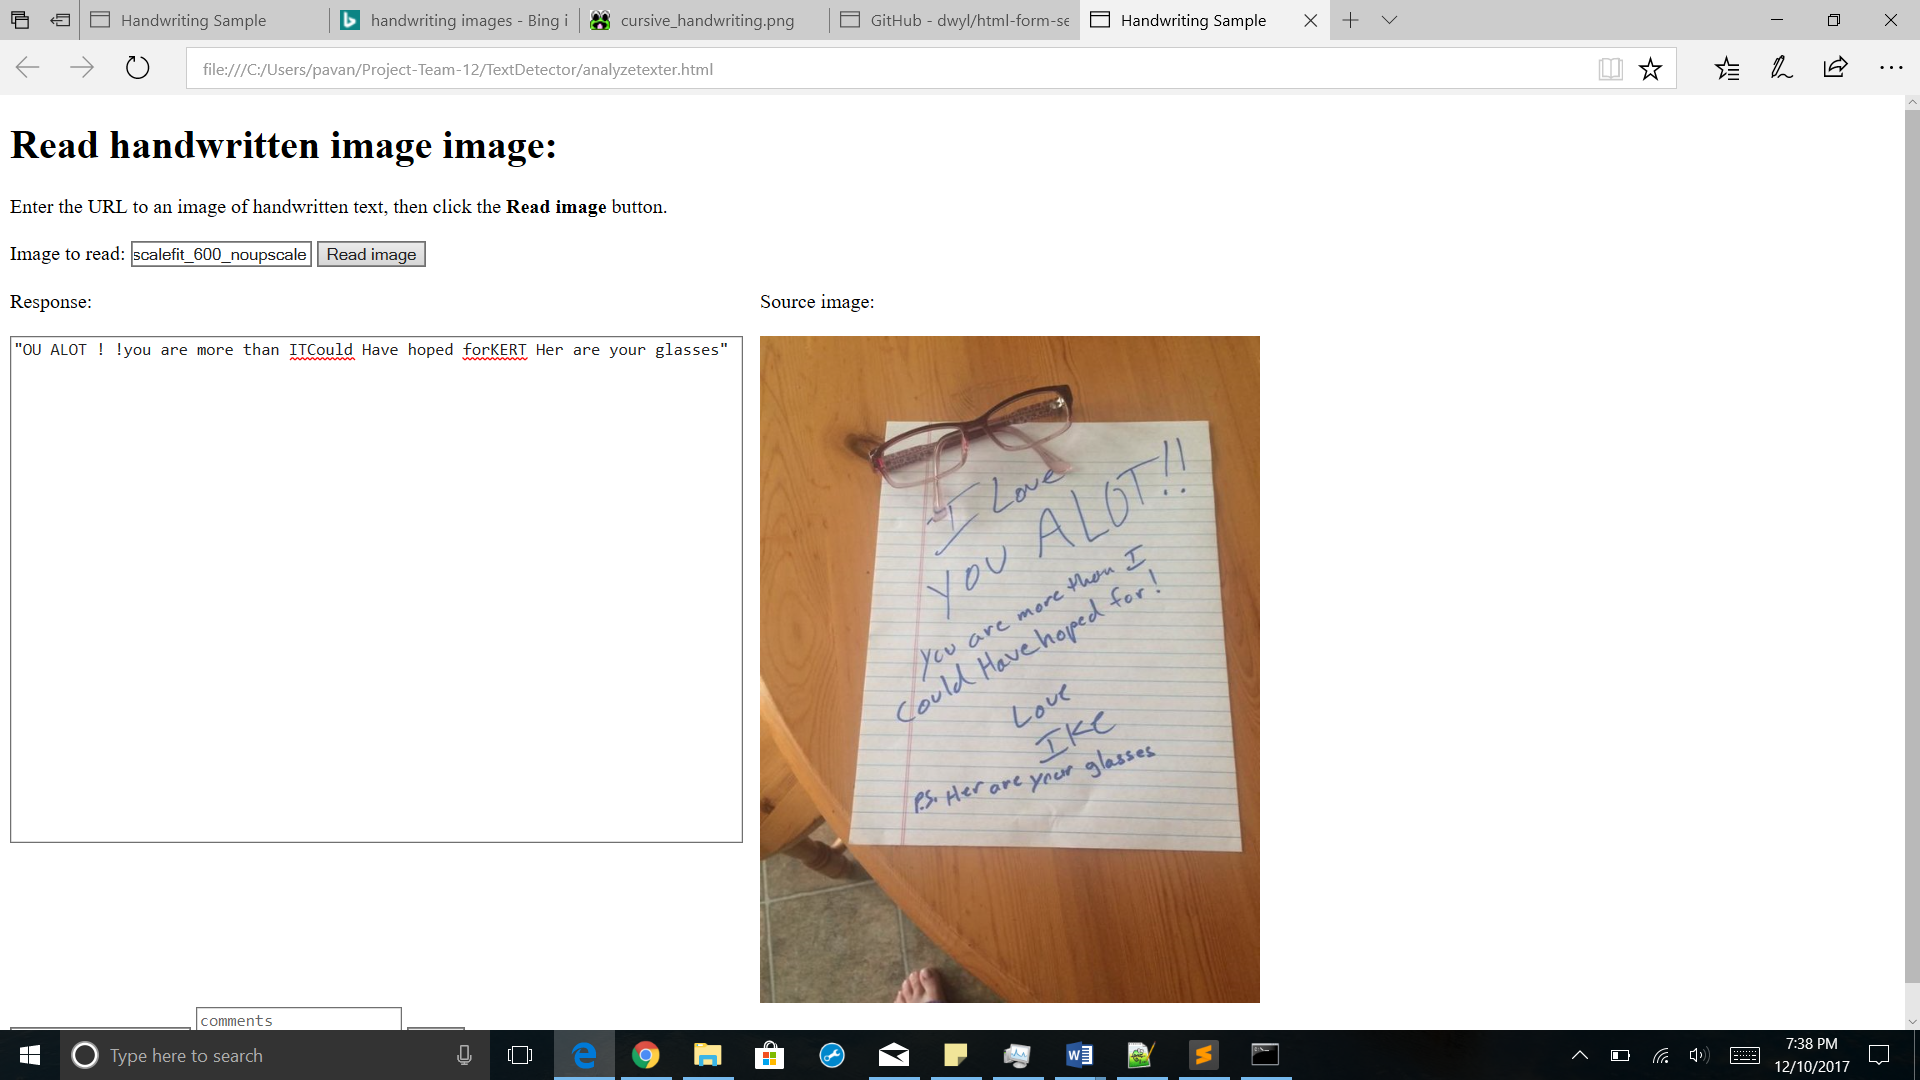 Handwriting Sample
handwriting images - Bing i
cursive_handwriting.png
GitHub - dwyl/html-form-se
Handwriting Sample
file:///C:/Users/pavan/Project-Team-12/TextDetector/analyzetexter.html
Read handwritten image image:
Enter the URL to an image of handwritten text, then click the Read image button.
Image to read: scalefit_600_noupscale Read image
Response:
"OU ALOT ! !you are more than ITCould Have hoped forKERT Her are your glasses"
Source image:
I Love
YOU ALOT!!
you are more than I
Could Have hoped for!
Love
IKE
P.S. Her are your glasses
comments
Type here to search
7:38 PM
12/10/2017